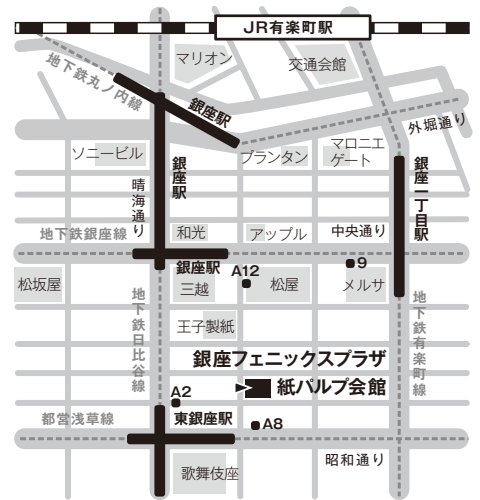 JR有楽町駅
マリオン
交通会館
地下鉄丸ノ内線
銀座駅
外堀通り
ソニービル
プランタン
マロニエ
ゲート
銀座駅
晴海通り
銀座一丁目駅
地下鉄銀座線
和光
アップル
中央通り
銀座駅
A12
9
松坂屋
三越
松屋
メルサ
地下鉄日比谷線
地下鉄有楽町線
王子製紙
銀座フェニックスプラザ
紙パルプ会館
A2
都営浅草線
東銀座駅
A8
昭和通り
歌舞伎座